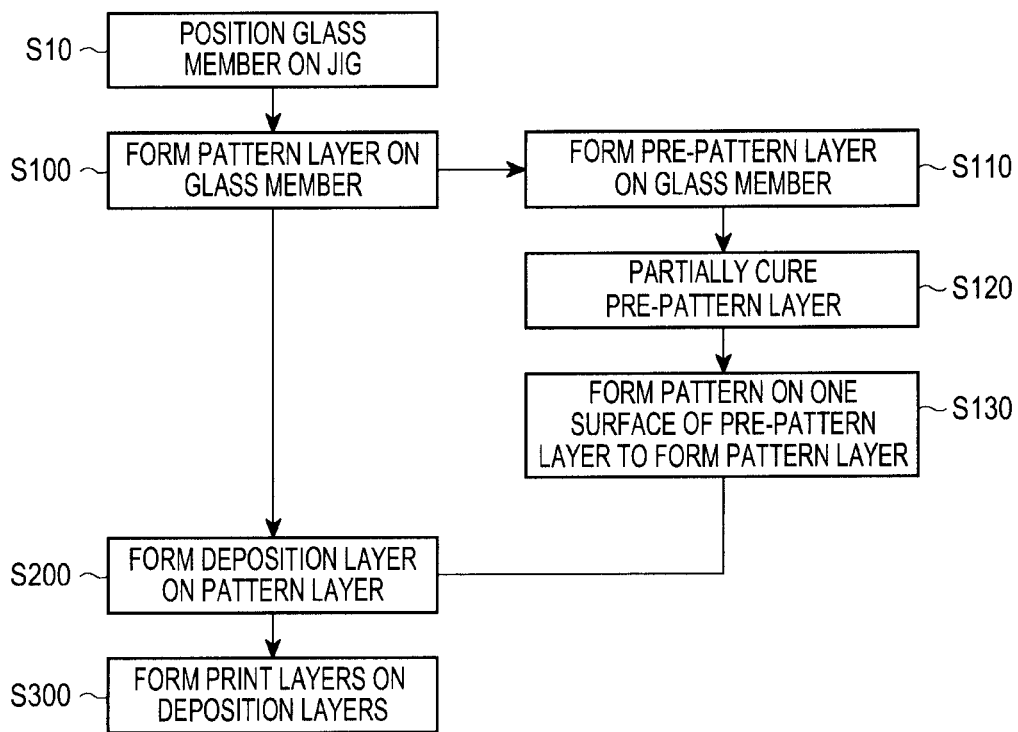 S10
POSITION GLASS
MEMBER ON JIG
S100
FORM PATTERN LAYER ON
GLASS MEMBER
FORM PRE-PATTERN LAYER
ON GLASS MEMBER
S110
PARTIALLY CURE
PRE-PATTERN LAYER
S120
FORM PATTERN ON ONE
SURFACE OF PRE-PATTERN
LAYER TO FORM PATTERN LAYER
S130
S200
FORM DEPOSITION LAYER
ON PATTERN LAYER
S300
FORM PRINT LAYERS ON
DEPOSITION LAYERS